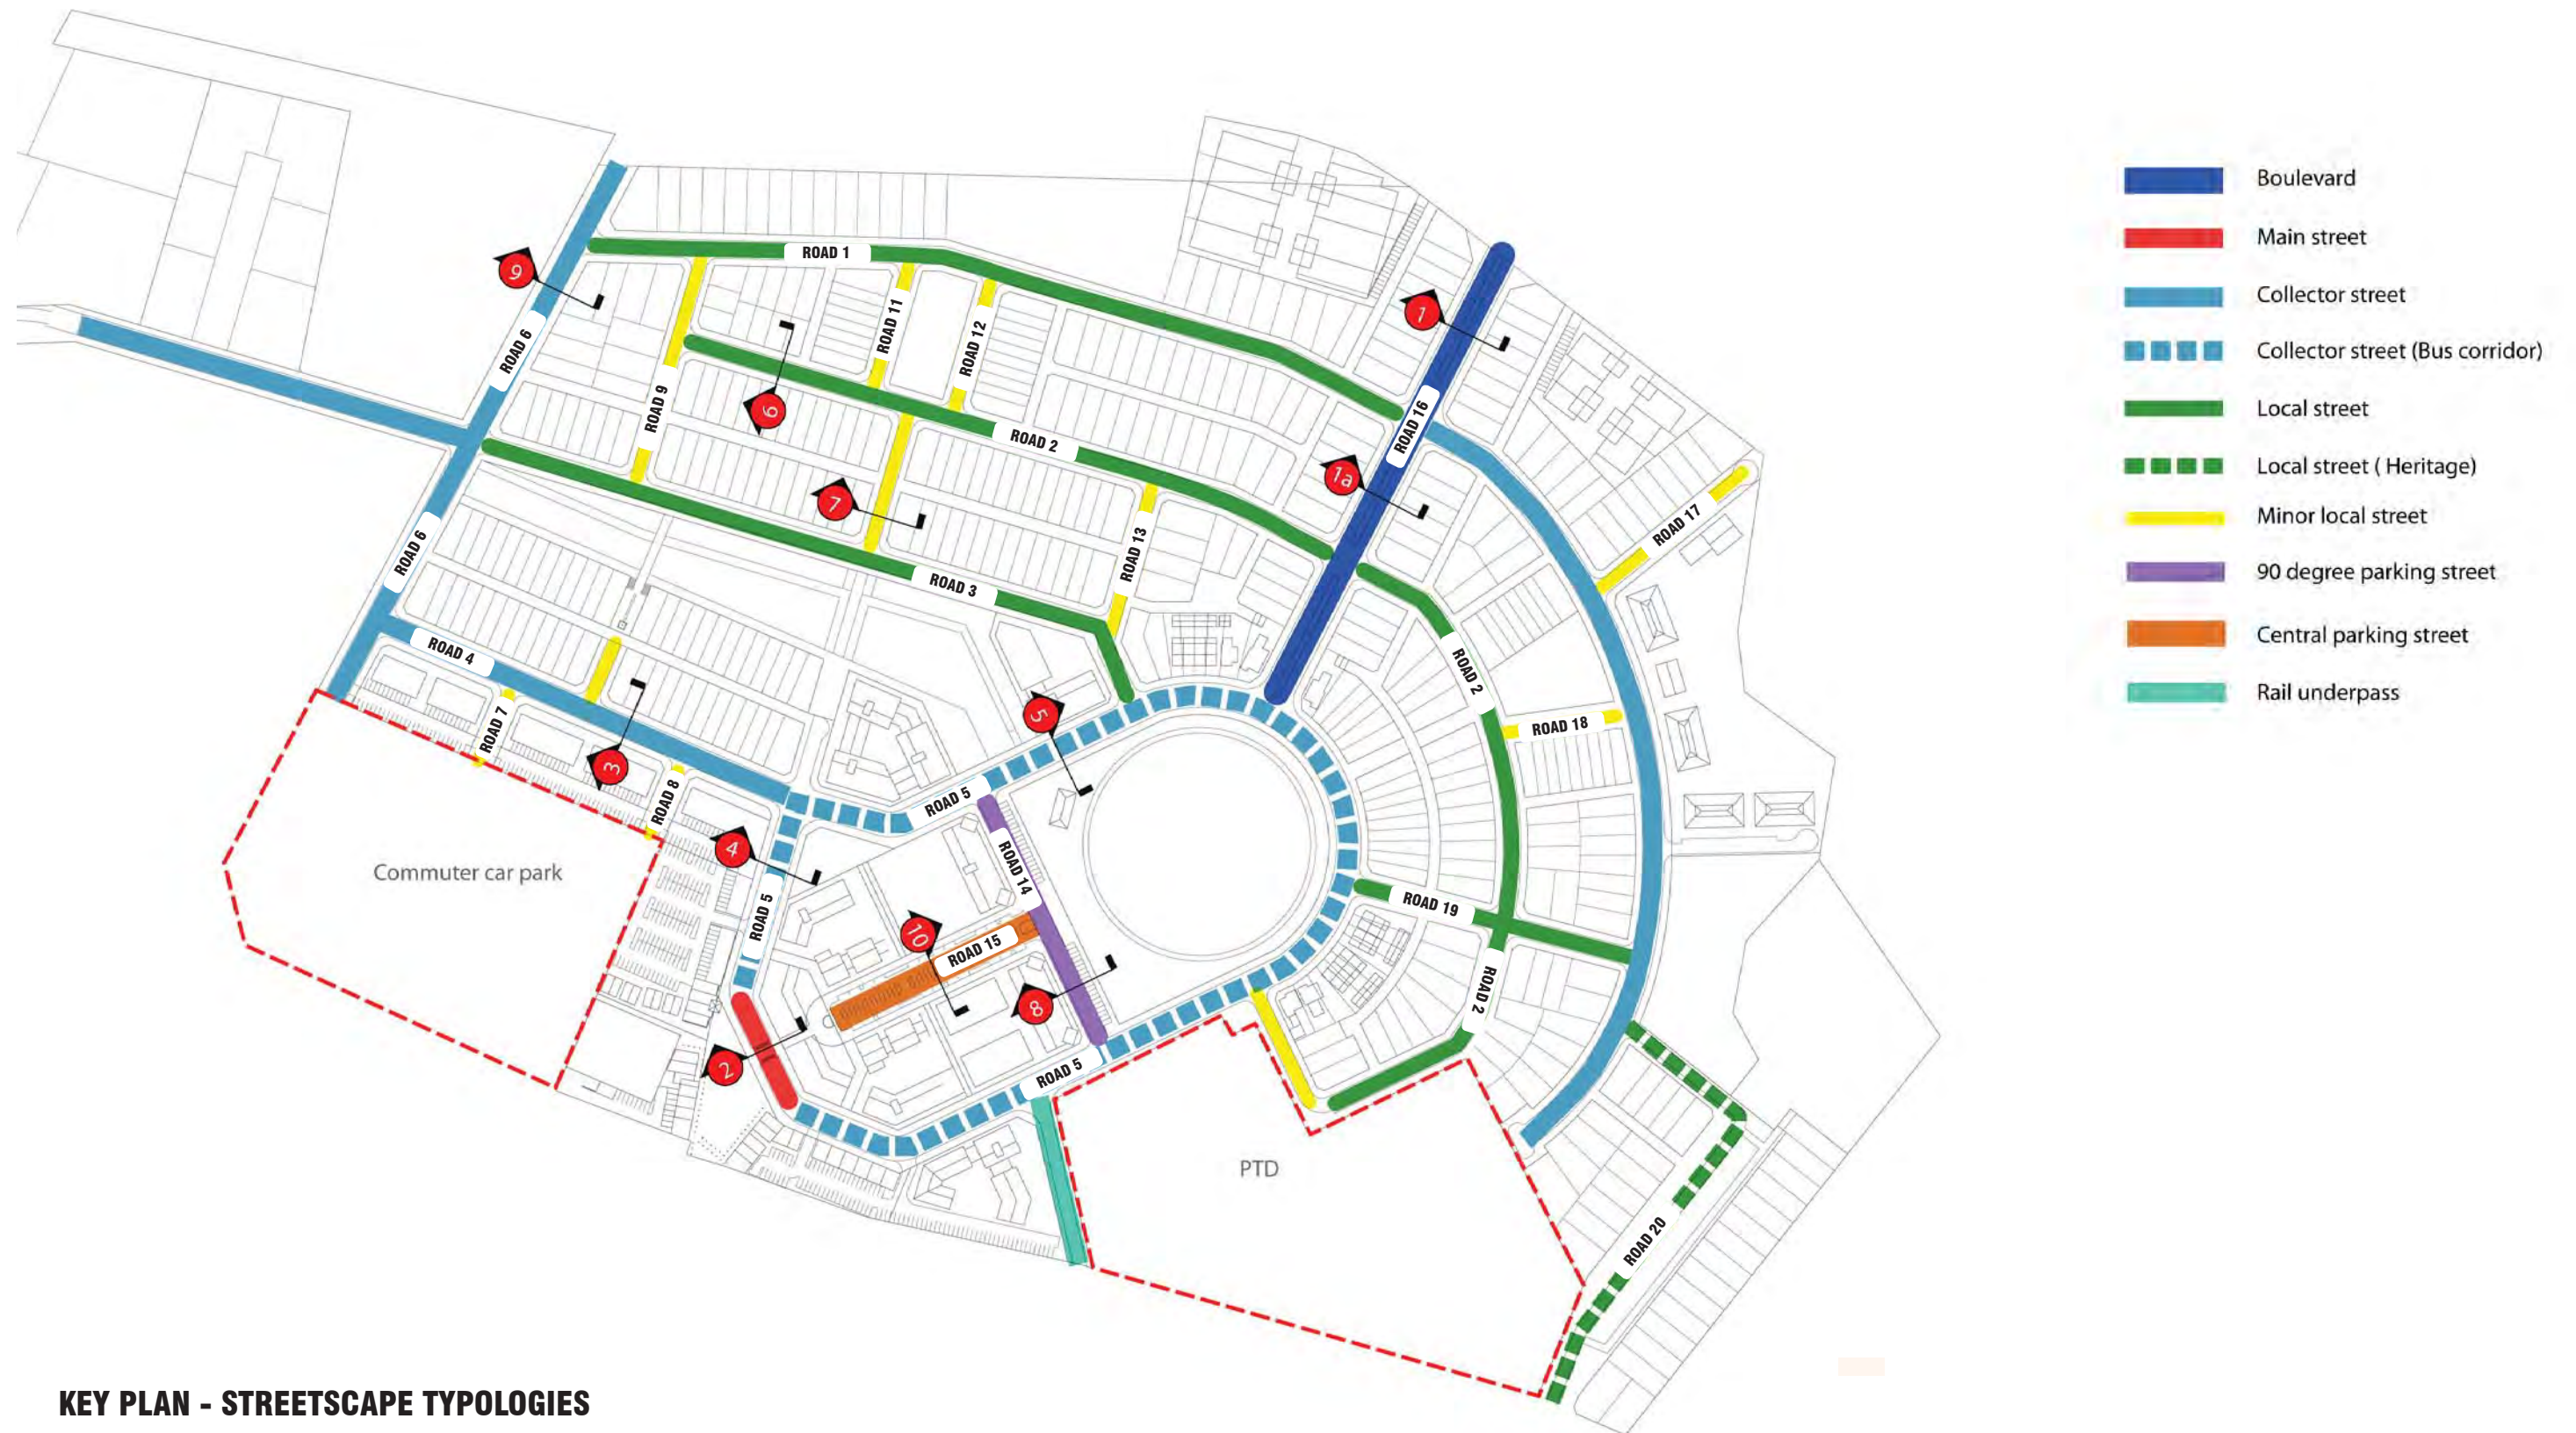 ROAD 1
9
1
ROAD 11
ROAD 12
ROAD 6
ROAD 9
6
ROAD 16
ROAD 2
1a
7
ROAD 17
ROAD 6
ROAD 13
ROAD 3
ROAD 4
ROAD 2
5
ROAD 7
ROAD 18
3
ROAD 8
ROAD 5
4
ROAD 14
Commuter car park
ROAD 5
ROAD 19
10
ROAD 15
ROAD 2
8
2
ROAD 5
PTD
ROAD 20
Boulevard
Main street
Collector street
Collector street (Bus corridor)
Local street
Local street ( Heritage)
Minor local street
90 degree parking street
Central parking street
Rail underpass
KEY PLAN - STREETSCAPE TYPOLOGIES